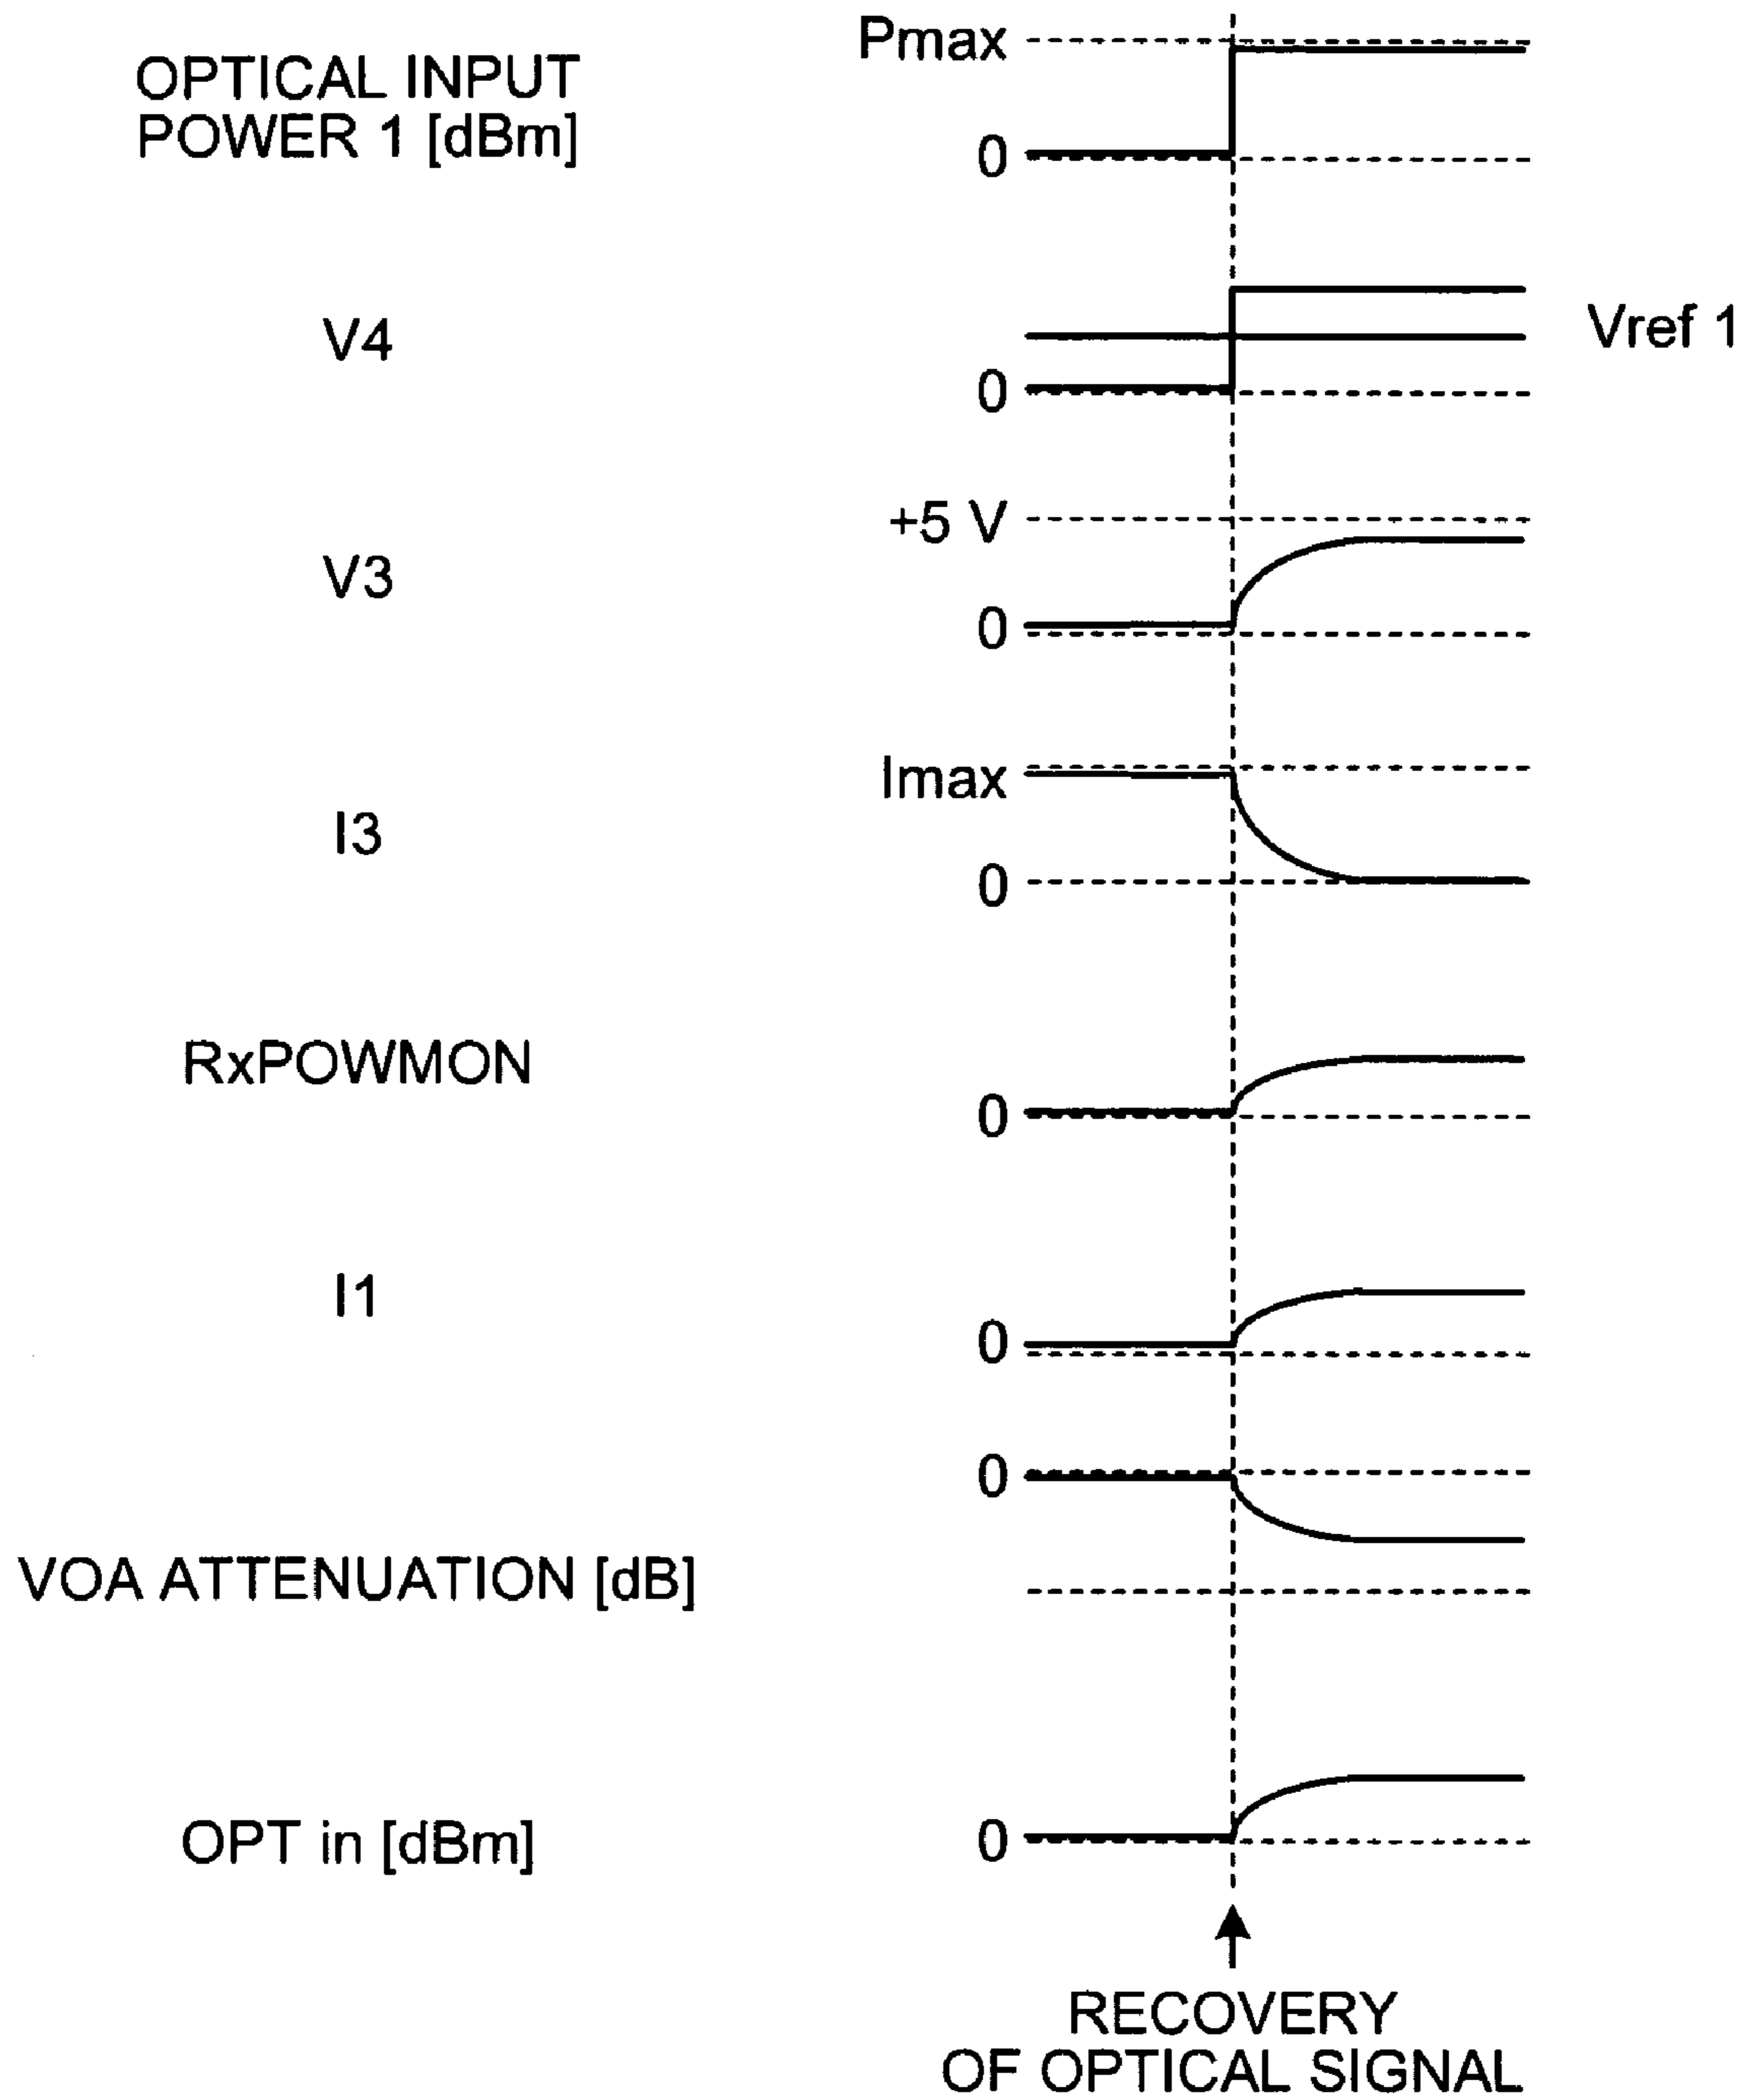 OPTICAL INPUT
POWER 1 [dBm]
Pmax
0
V4
0
Vref 1
V3
+5 V
0
I3
Imax
0
RxPOWMON
0
I1
0
VOA ATTENUATION [dB]
0
OPT in [dBm]
0
RECOVERY
OF OPTICAL SIGNAL